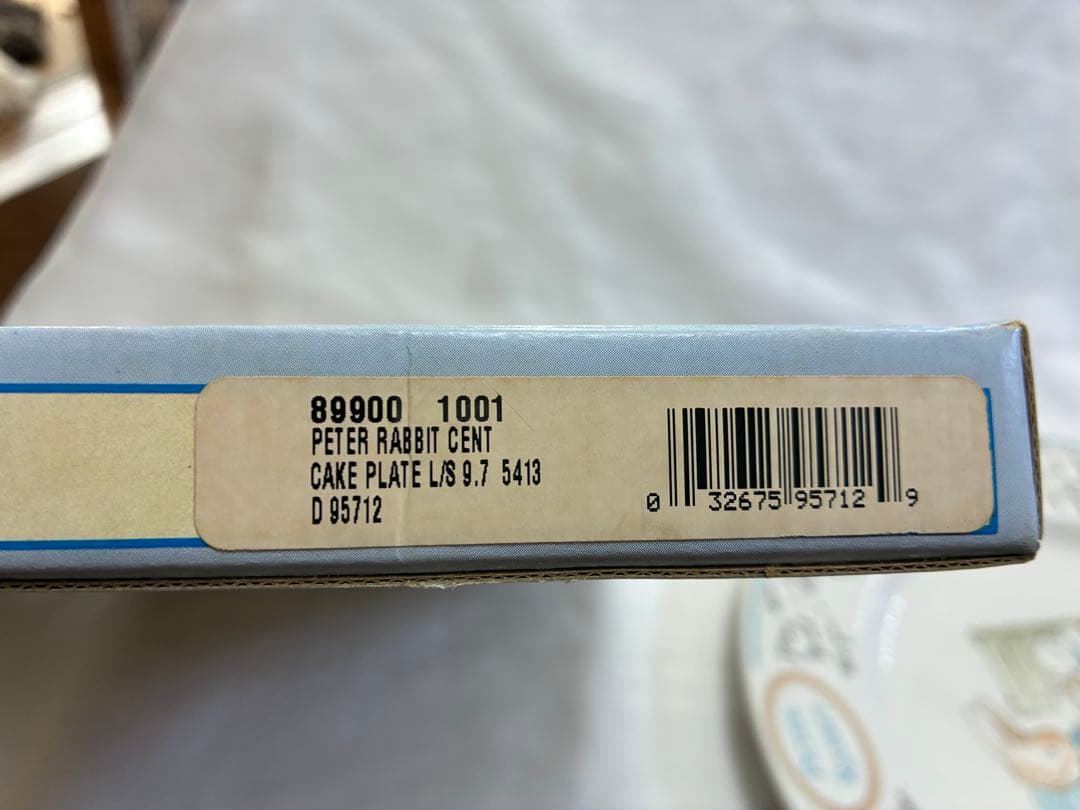 89900 1001
PETER RABBIT CENT
CAKE PLATE L/S 9.7 5413
D 95712
0 32675 95712 9